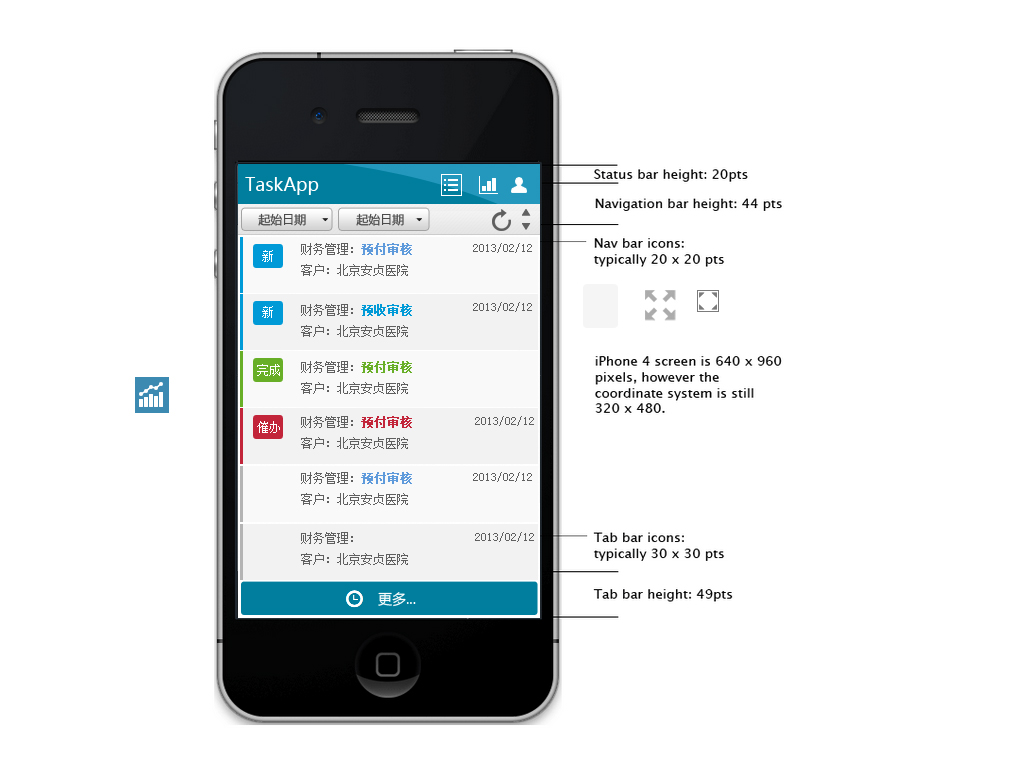 TaskApp
起始日期
起始日期
新
财务管理：预付审核
2013/02/12
客户：北京安贞医院
新
财务管理：预收审核
2013/02/12
客户：北京安贞医院
完成
财务管理：预付审核
客户：北京安贞医院
催办
财务管理：预付审核
2013/02/12
客户：北京安贞医院
财务管理：预付审核
2013/02/12
客户：北京安贞医院
财务管理：
2013/02/12
客户：北京安贞医院
更多...
Status bar height: 20pts
Navigation bar height: 44 pts
Nav bar icons:
typically 20 x 20 pts
iPhone 4 screen is 640 x 960
pixels, however the
coordinate system is still
320 x 480.
Tab bar icons:
typically 30 x 30 pts
Tab bar height: 49pts